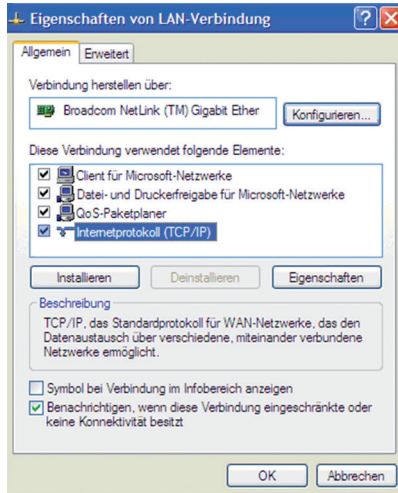 Eigenschaften von LAN-Verbindung
Allgemein Erweitert
Verbindung herstellen über:
Broadcom NetLink (TM) Gigabit Ether
Konfigurieren...
Diese Verbindung verwendet folgende Elemente:
Client für Microsoft-Netzwerke
Datei- und Druckerfreigabe für Microsoft-Netzwerke
QoS-Paketplaner
Internetprotokoll (TCP/IP)
Installieren Deinstallieren Eigenschaften
Beschreibung
TCP/IP, das Standardprotokoll für WAN-Netzwerke, das den
Datenaustausch über verschiedene, miteinander verbundene
Netzwerke ermöglicht.
Symbol bei Verbindung im Infobereich anzeigen
Benachrichtigen, wenn diese Verbindung eingeschränkte oder
keine Konnektivität besitzt
OK Abbrechen